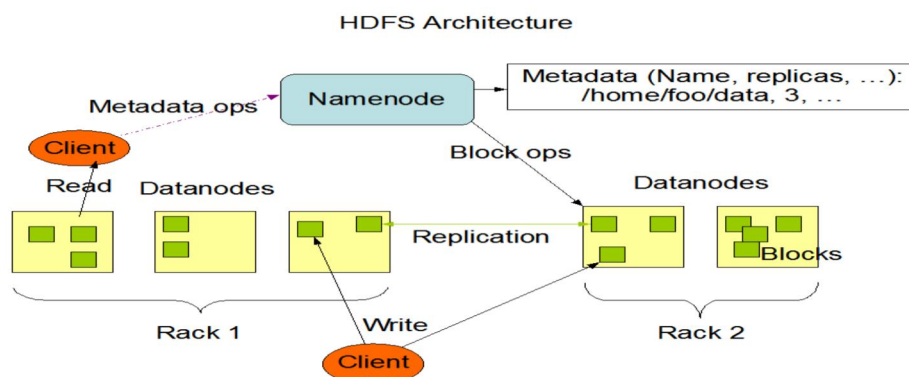 HDFS Architecture
Metadata (Name, replicas, …):
/home/foo/data, 3, …
Namenode
Metadata ops
Client
Block ops
Read
Datanodes
Datanodes
Replication
Blocks
Rack 1
Write
Rack 2
Client